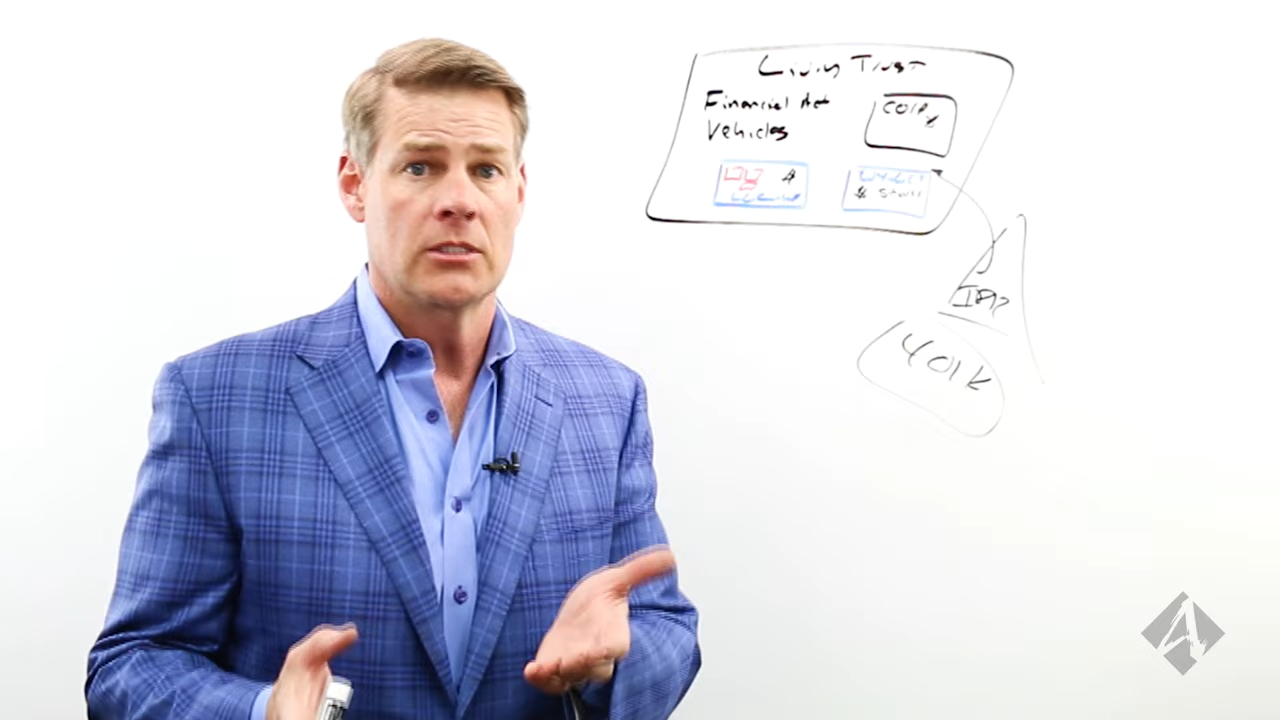 Living Trust
Financial Act
Vehicles
CORP
$
$
IRA
401K
A